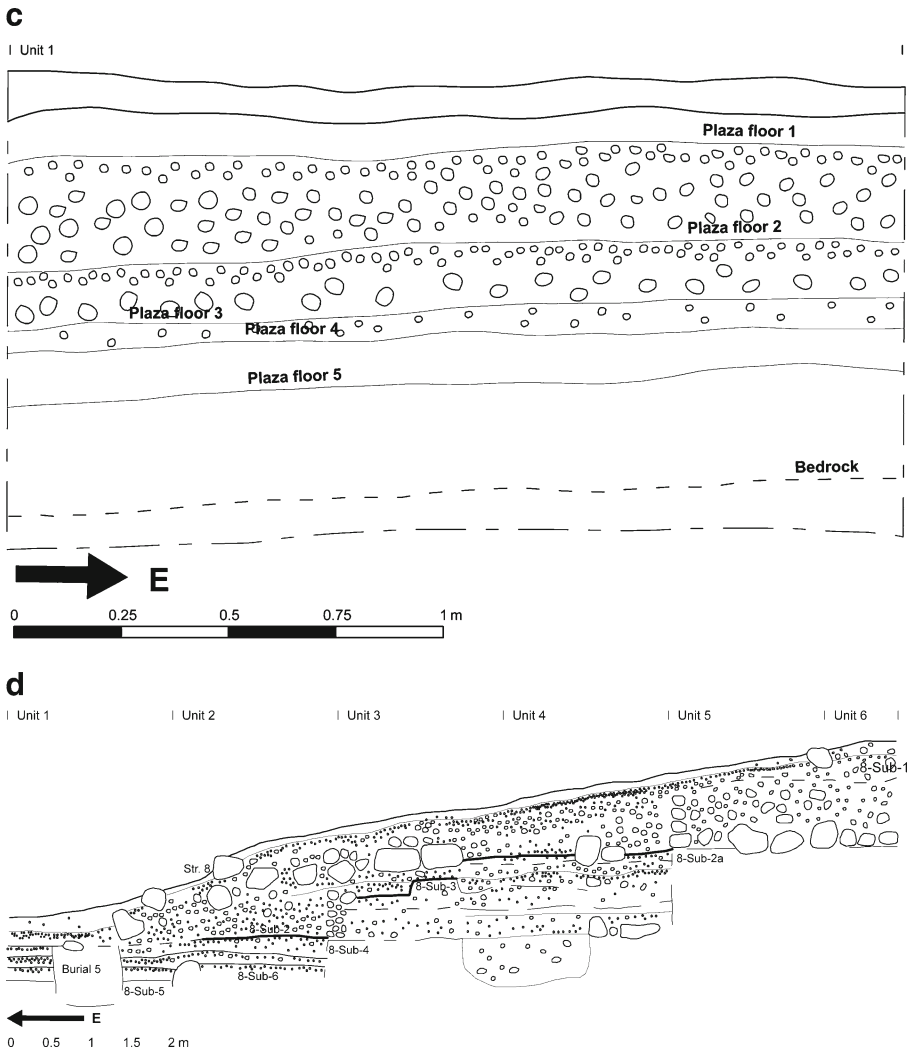 c
Unit 1
Plaza floor 1
Plaza floor 2
Plaza floor 3
Plaza floor 4
Plaza floor 5
Bedrock
E
0 0.25 0.5 0.75 1 m
d
Unit 1 Unit 2 Unit 3 Unit 4 Unit 5 Unit 6
8-Sub-1
8-Sub-2a
Str. 8
8-Sub-3
8-Sub-2
8-Sub-4
Burial 5
8-Sub-6
8-Sub-5
E
0 0.5 1 1.5 2 m